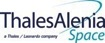 ThalesAlenia
a Thales / Leonardo company
Space